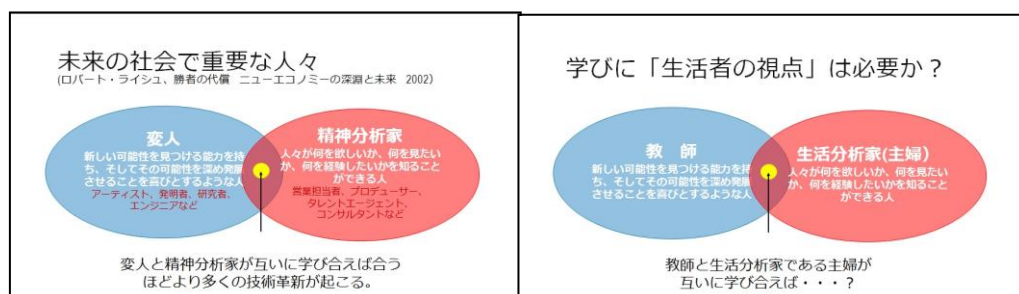 未来の社会で重要な人々
(ロバート・ライシュ、勝者の代償 ニューエコノミーの深淵と未来 2002)
変人
新しい可能性を見つける能力を持
ち、そしてその可能性を深め発展
させることを喜びとするような人
アーティスト、発明者、研究者、
エンジニアなど
精神分析家
人々が何を欲しいか、何を見たい
か、何を経験したいかを知ること
ができる人
営業担当者、プロデューサー、
タレントエージェント、
コンサルタントなど
変人と精神分析家が互いに学び合えば合う
ほどより多くの技術革新が起こる。
学びに「生活者の視点」は必要か？
教 師
新しい可能性を見つける能力を持
ち、そしてその可能性を深め発展
させることを喜びとするような人
生活分析家(主婦)
人々が何を欲しいか、何を見たい
か、何を経験したいかを知ること
ができる人
教師と生活分析家である主婦が
互いに学び合えば・・・？